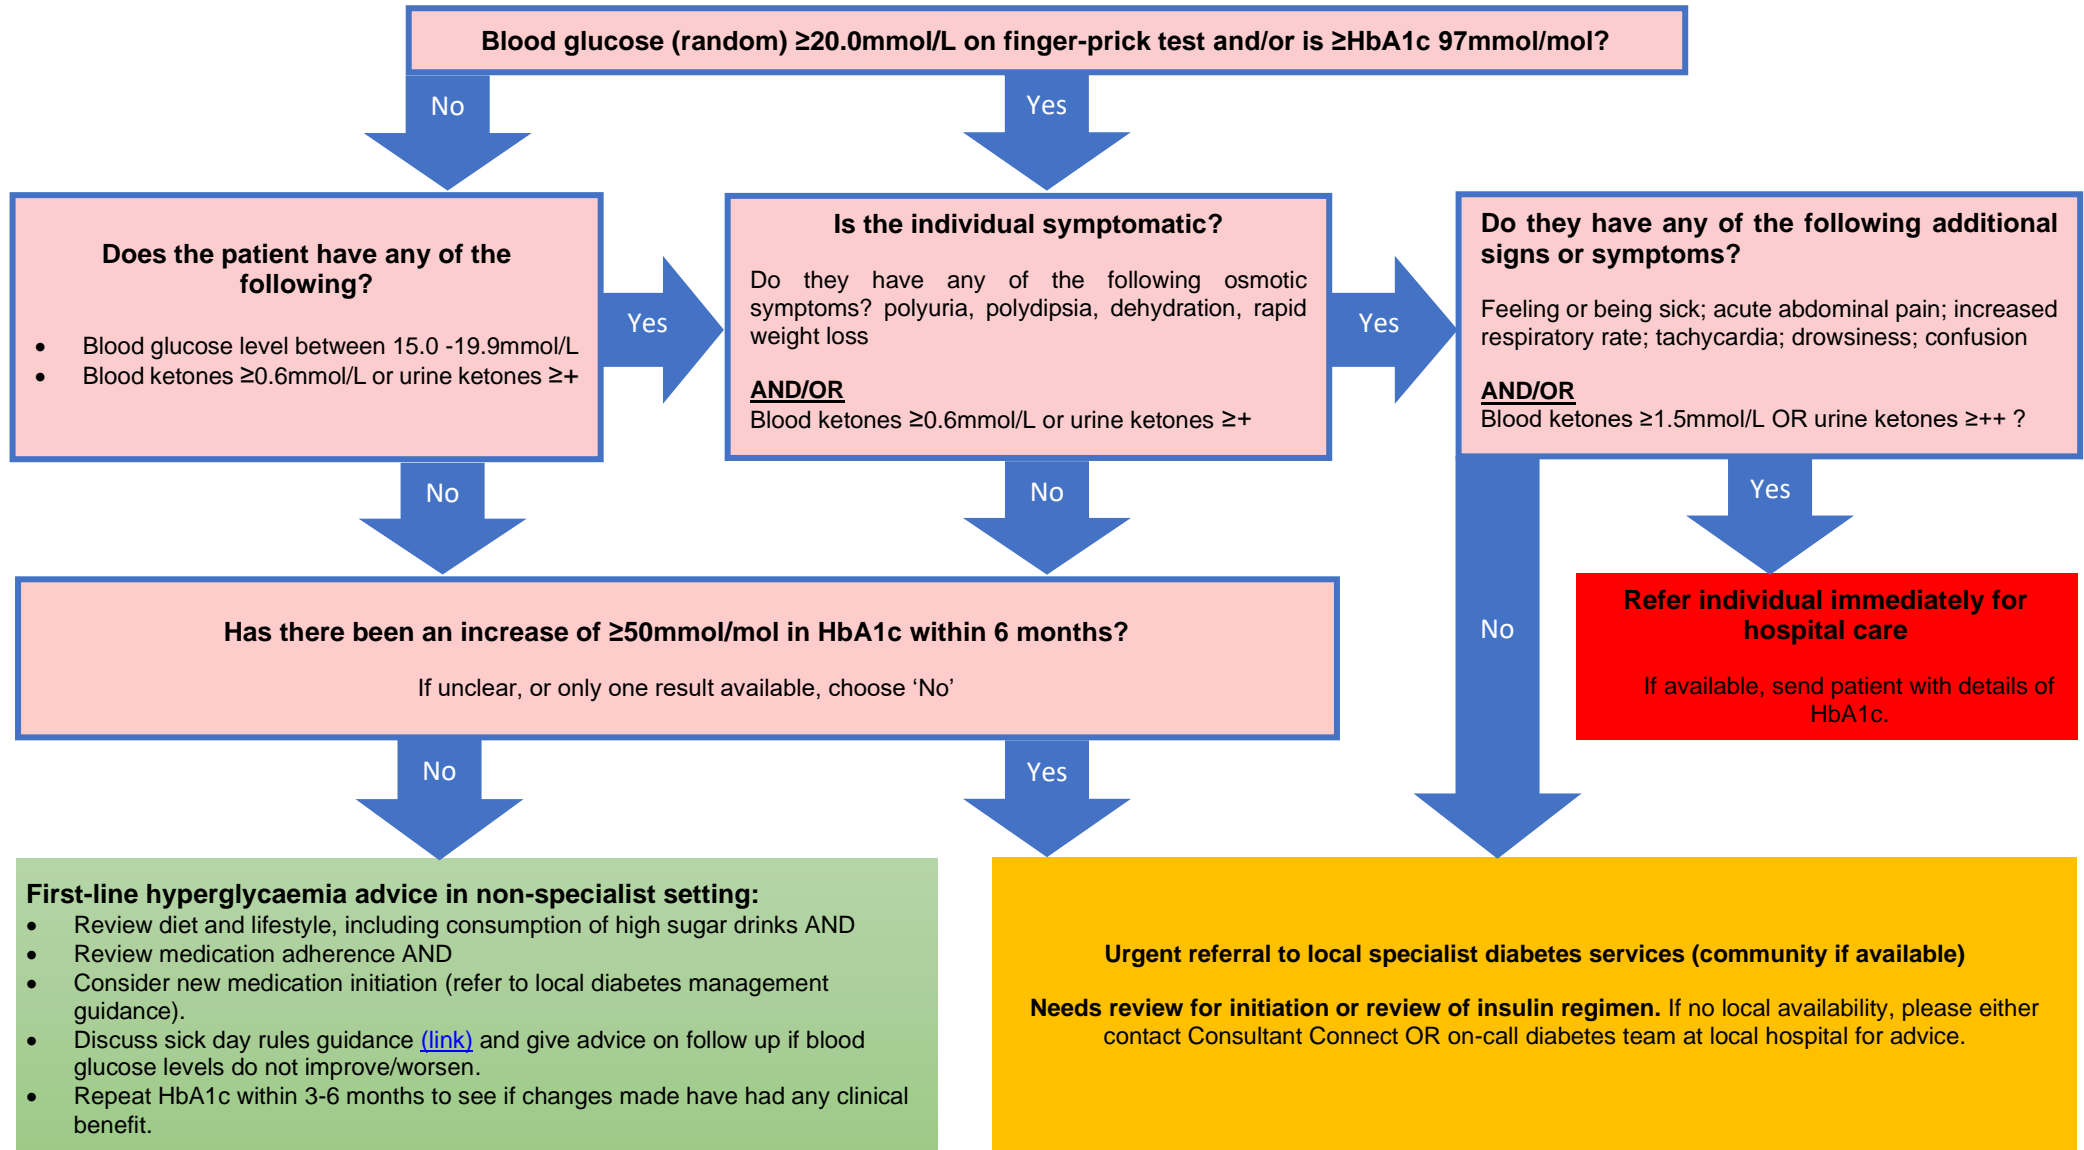 Blood glucose (random) ≥20.0mmol/L on finger-prick test and/or is ≥HbA1c 97mmol/mol?
No
Yes
Does the patient have any of the
following?
• Blood glucose level between 15.0 -19.9mmol/L
• Blood ketones ≥0.6mmol/L or urine ketones ≥+
Yes
Is the individual symptomatic?
Do they have any of the following osmotic
symptoms? polyuria, polydipsia, dehydration, rapid
weight loss
AND/OR
Blood ketones ≥0.6mmol/L or urine ketones ≥+
Yes
Do they have any of the following additional
signs or symptoms?
Feeling or being sick; acute abdominal pain; increased
respiratory rate; tachycardia; drowsiness; confusion
AND/OR
Blood ketones ≥1.5mmol/L OR urine ketones ≥++ ?
No
No
Yes
Has there been an increase of ≥50mmol/mol in HbA1c within 6 months?
If unclear, or only one result available, choose ‘No’
No
Refer individual immediately for
hospital care
If available, send patient with details of
HbA1c.
No
Yes
First-line hyperglycaemia advice in non-specialist setting:
• Review diet and lifestyle, including consumption of high sugar drinks AND
• Review medication adherence AND
• Consider new medication initiation (refer to local diabetes management
guidance).
• Discuss sick day rules guidance (link) and give advice on follow up if blood
glucose levels do not improve/worsen.
• Repeat HbA1c within 3-6 months to see if changes made have had any clinical
benefit.
Urgent referral to local specialist diabetes services (community if available)
Needs review for initiation or review of insulin regimen. If no local availability, please either
contact Consultant Connect OR on-call diabetes team at local hospital for advice.